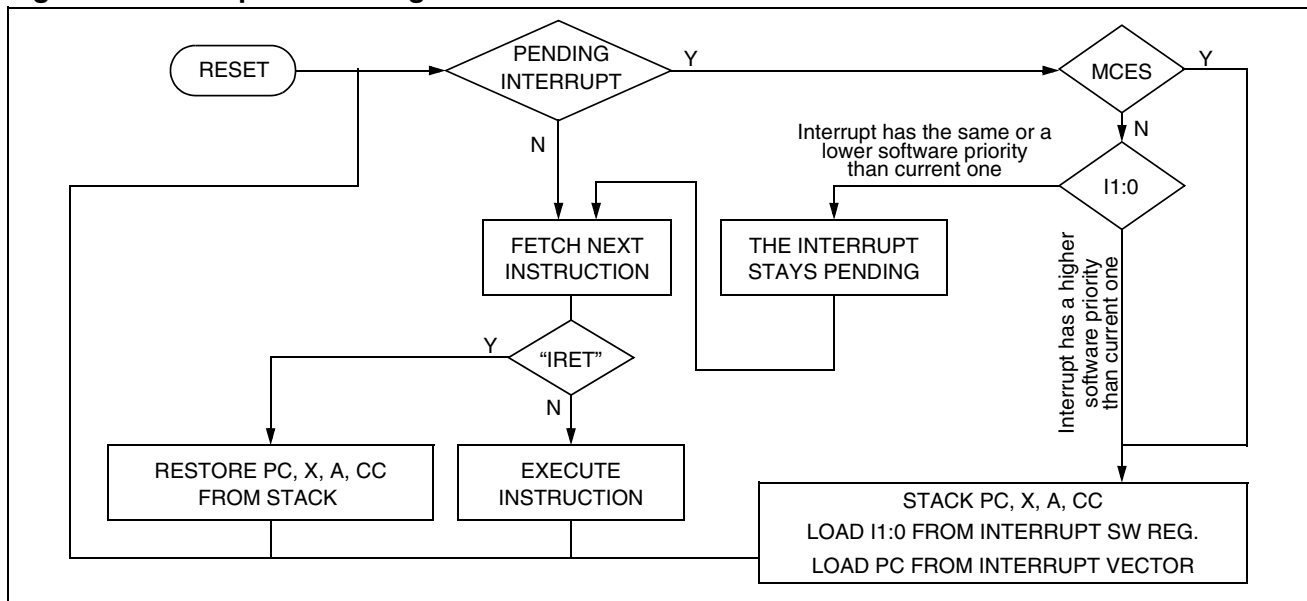 RESET
PENDING
INTERRUPT
Y
MCES
Y
N
N
Interrupt has the same or a
lower software priority
than current one
I1:0
FETCH NEXT
INSTRUCTION
THE INTERRUPT
STAYS PENDING
Interrupt has a higher
software priority
than current one
Y
“IRET”
N
RESTORE PC, X, A, CC
FROM STACK
EXECUTE
INSTRUCTION
STACK PC, X, A, CC
LOAD I1:0 FROM INTERRUPT SW REG.
LOAD PC FROM INTERRUPT VECTOR